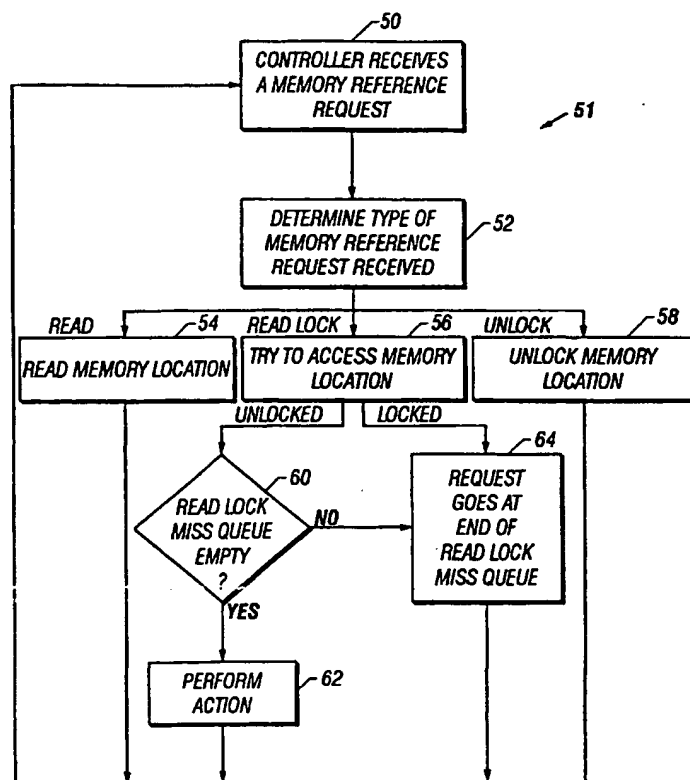 50
CONTROLLER RECEIVES
A MEMORY REFERENCE
REQUEST
51
DETERMINE TYPE OF
MEMORY REFERENCE
REQUEST RECEIVED
52
READ
54
READ LOCK
56
UNLOCK
58
READ MEMORY LOCATION
TRY TO ACCESS MEMORY
LOCATION
UNLOCK MEMORY
LOCATION
UNLOCKED
LOCKED
60
READ LOCK
MISS QUEUE
EMPTY
?
NO
YES
64
REQUEST
GOES AT
END OF
READ LOCK
MISS QUEUE
PERFORM
ACTION
62